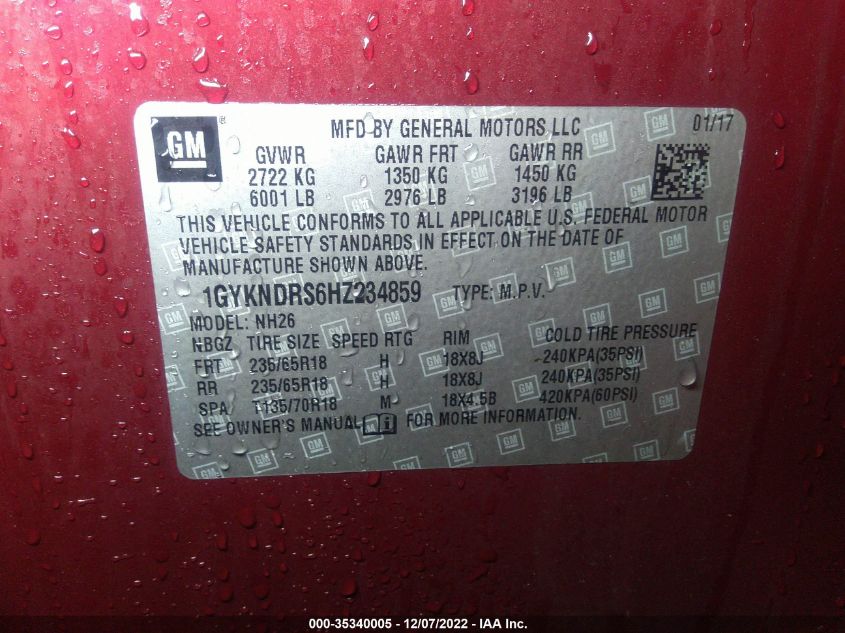 GM
MFD BY GENERAL MOTORS LLC 01/17
GVWR GAWR FRT GAWR RR
2722 KG 1350 KG 1450 KG
6001 LB 2976 LB 3196 LB
THIS VEHICLE CONFORMS TO ALL APPLICABLE U.S. FEDERAL MOTOR
VEHICLE SAFETY STANDARDS IN EFFECT ON THE DATE OF
MANUFACTURE SHOWN ABOVE.
1GYKNDRS6HZ234859 TYPE: M.P.V.
MODEL: NH26
NBGZ TIRE SIZE SPEED RTG RIM COLD TIRE PRESSURE
FRT 235/65R18 H 18X8J 240KPA(35PSI)
RR 235/65R18 H 18X8J 240KPA(35PSI)
SPA T135/70R18 M 18X4.5B 420KPA(60PSI)
SEE OWNER'S MANUAL FOR MORE INFORMATION.
000-35340005 - 12/07/2022 - IAA Inc.